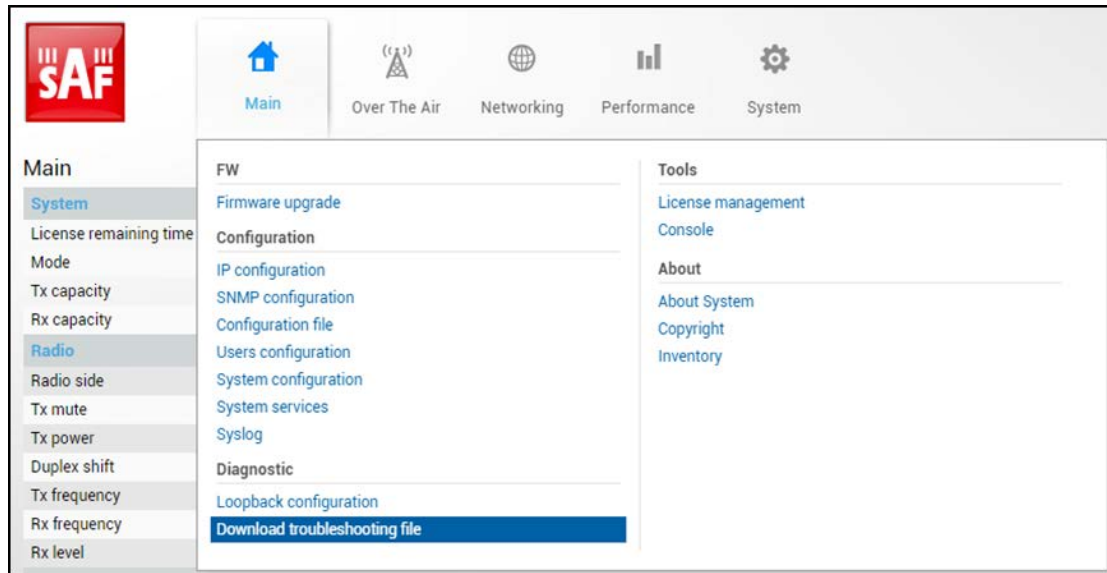 SAF
Main
Over The Air
Networking
Performance
System
Main
System
License remaining time
Mode
Tx capacity
Rx capacity
Radio
Radio side
Tx mute
Tx power
Duplex shift
Tx frequency
Rx frequency
Rx level
FW
Firmware upgrade
Configuration
IP configuration
SNMP configuration
Configuration file
Users configuration
System configuration
System services
Syslog
Diagnostic
Loopback configuration
Download troubleshooting file
Tools
License management
Console
About
About System
Copyright
Inventory